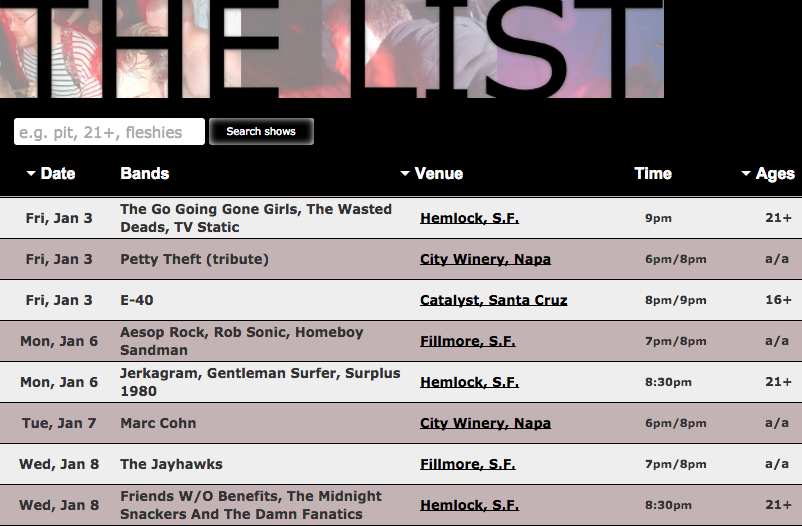 THE LIST
e.g. pit, 21+, fleshies
Search shows
Date Bands Venue Time Ages
Fri, Jan 3 The Go Going Gone Girls, The Wasted
Deads, TV Static Hemlock, S.F. 9pm 21+
Fri, Jan 3 Petty Theft (tribute) City Winery, Napa 6pm/8pm a/a
Fri, Jan 3 E-40 Catalyst, Santa Cruz 8pm/9pm 16+
Mon, Jan 6 Aesop Rock, Rob Sonic, Homeboy
Sandman Fillmore, S.F. 7pm/8pm a/a
Mon, Jan 6 Jerkagram, Gentleman Surfer, Surplus
1980 Hemlock, S.F. 8:30pm 21+
Tue, Jan 7 Marc Cohn City Winery, Napa 6pm/8pm a/a
Wed, Jan 8 The Jayhawks Fillmore, S.F. 7pm/8pm a/a
Wed, Jan 8 Friends W/O Benefits, The Midnight
Snackers And The Damn Fanatics Hemlock, S.F. 8:30pm 21+